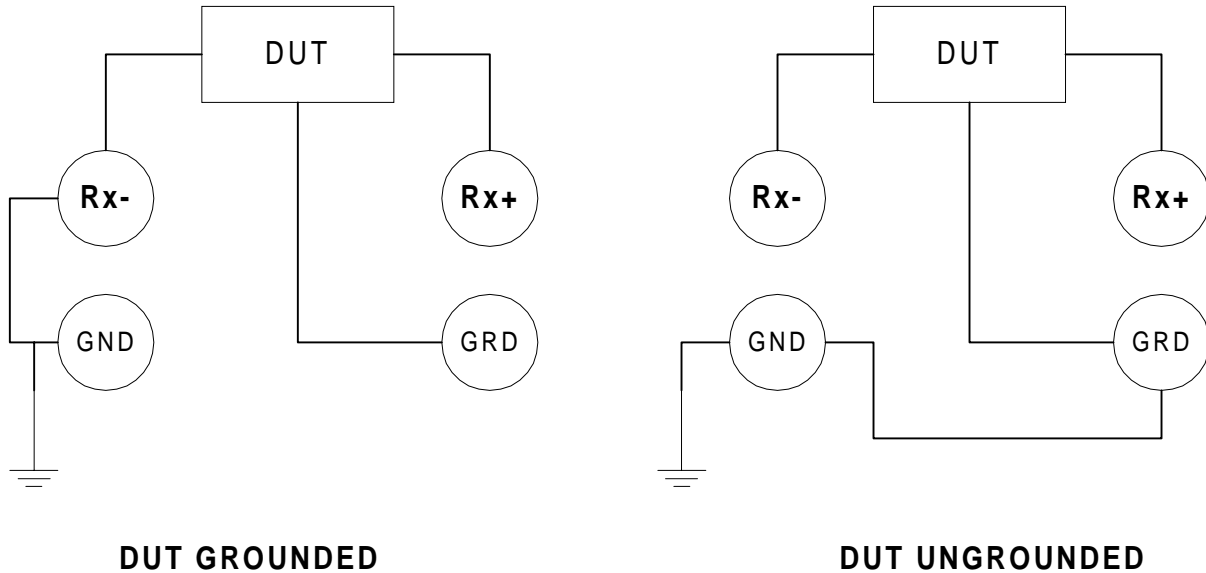 DUT
Rx-
Rx+
GND
GRD
DUT GROUNDED
DUT
Rx-
Rx+
GND
GRD
DUT UNGROUNDED